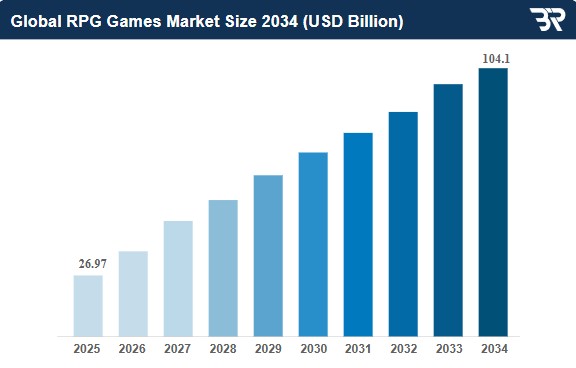 Global RPG Games Market Size 2034 (USD Billion)
BR
104.1
26.97
2025 2026 2027 2028 2029 2030 2031 2032 2033 2034